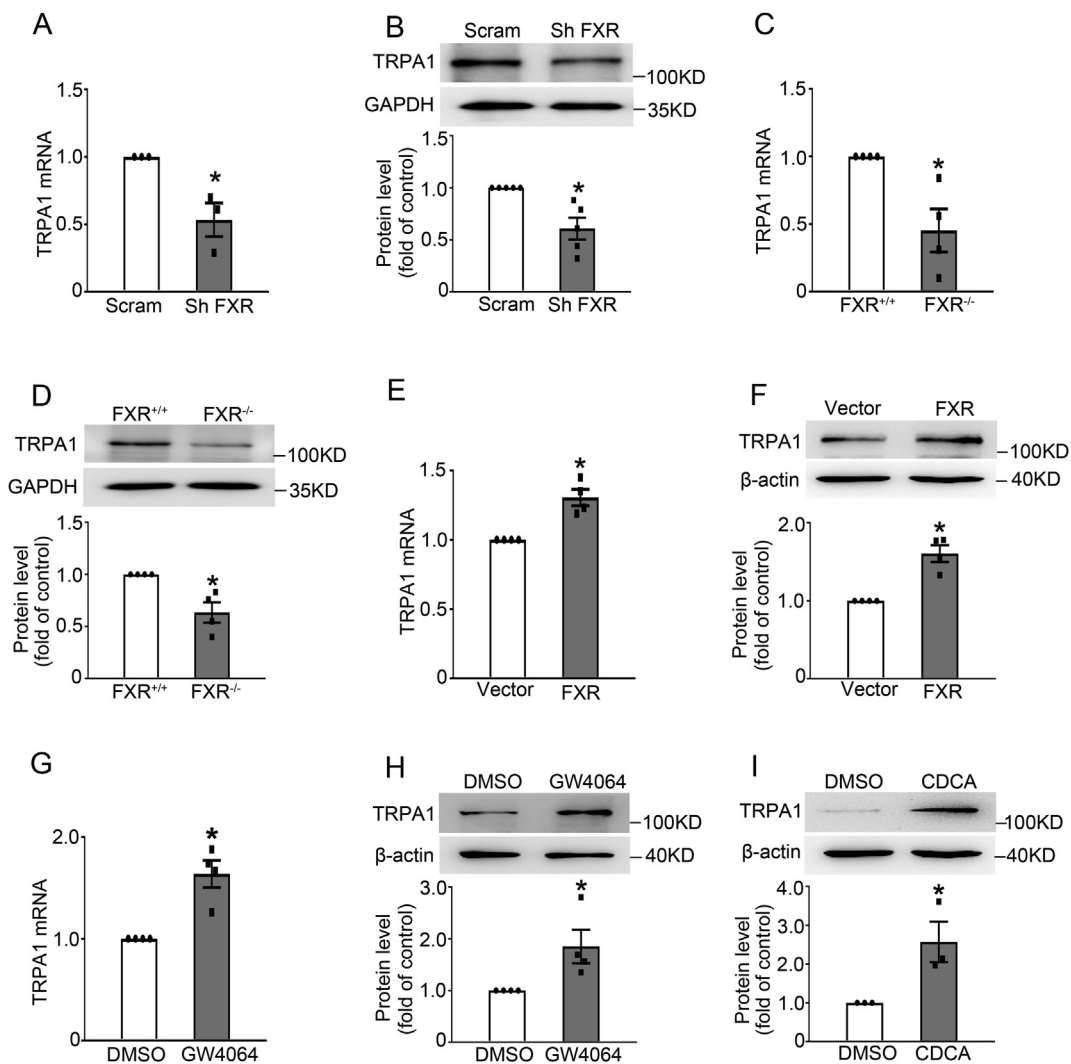 A
TRPA1 mRNA
1.5
1.0
0.5
0
*
Scram Sh FXR
B
Scram Sh FXR
TRPA1
100KD
GAPDH
35KD
Protein level
(fold of control)
1.5
1.0
0.5
0
*
Scram Sh FXR
C
TRPA1 mRNA
1.5
1.0
0.5
0
*
FXR+/+ FXR-/-
D
FXR+/+ FXR-/-
TRPA1
100KD
GAPDH
35KD
Protein level
(fold of control)
1.5
1.0
0.5
0
*
FXR+/+ FXR-/-
E
TRPA1 mRNA
1.5
1.0
0.5
0
*
Vector FXR
F
Vector FXR
TRPA1
100KD
β-actin
40KD
Protein level
(fold of control)
2.0
1.0
0
*
Vector FXR
G
TRPA1 mRNA
2.0
1.0
0
*
DMSO GW4064
H
DMSO GW4064
TRPA1
100KD
β-actin
40KD
Protein level
(fold of control)
3.0
2.0
1.0
0
*
DMSO GW4064
I
DMSO CDCA
TRPA1
100KD
β-actin
40KD
Protein level
(fold of control)
4.0
3.0
2.0
1.0
0
*
DMSO CDCA